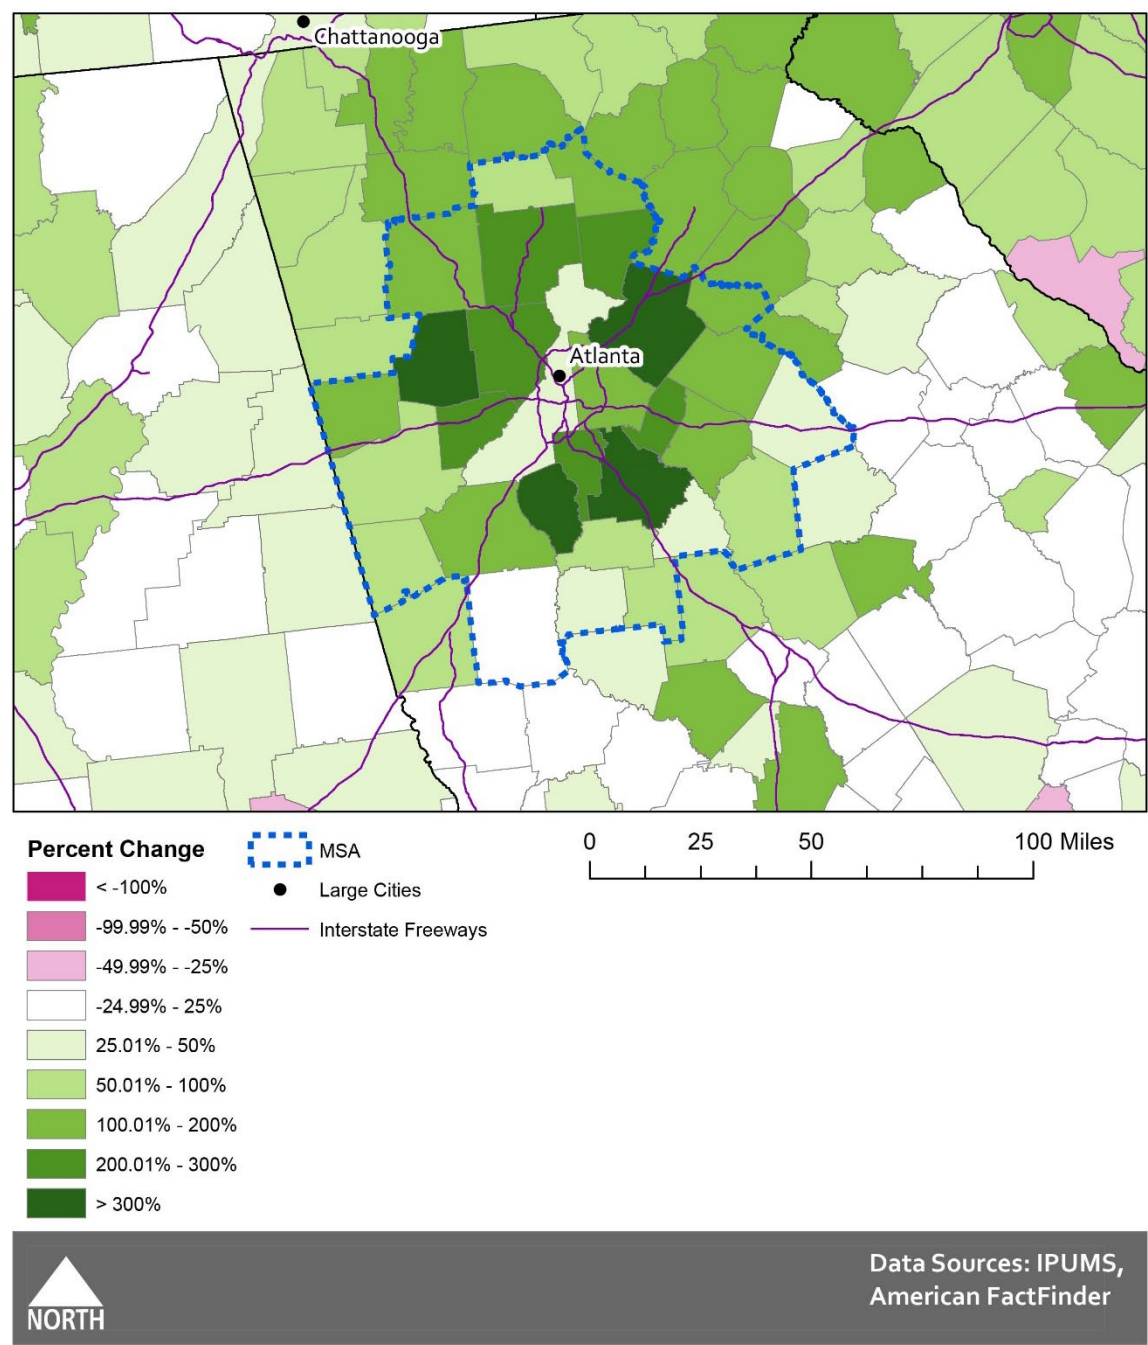 Chattanooga
Atlanta
Percent Change
< -100%
-99.99% - -50%
-49.99% - -25%
-24.99% - 25%
25.01% - 50%
50.01% - 100%
100.01% - 200%
200.01% - 300%
> 300%
MSA
Large Cities
Interstate Freeways
0 25 50 100 Miles
NORTH
Data Sources: IPUMS,
American FactFinder